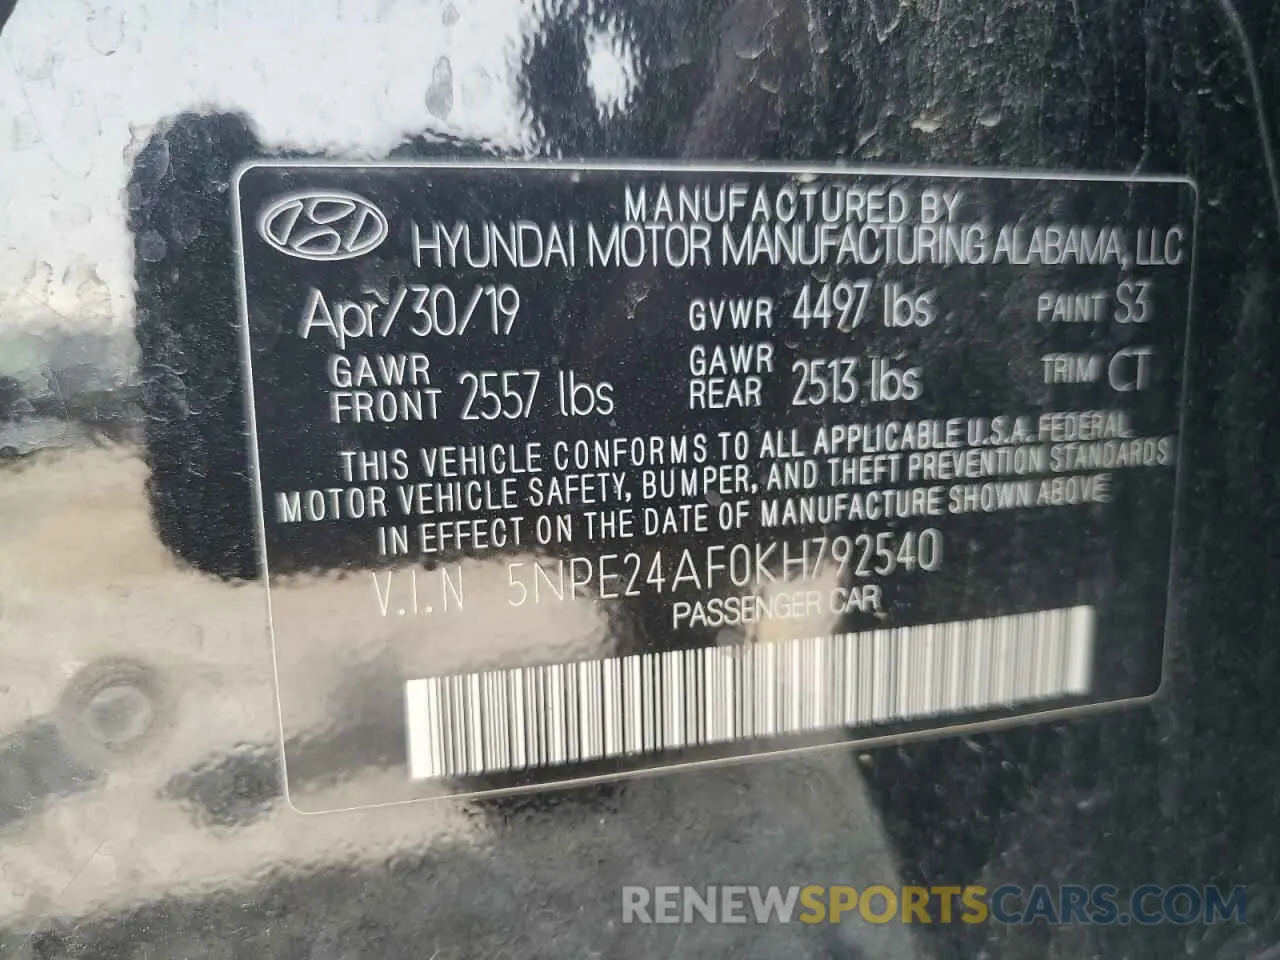 MANUFACTURED BY
HYUNDAI MOTOR MANUFACTURING ALABAMA, LLC
Apr/30/19 GVWR 4497 lbs PAINT S3
GAWR FRONT 2557 lbs GAWR REAR 2513 lbs TRIM CT
THIS VEHICLE CONFORMS TO ALL APPLICABLE U.S.A. FEDERAL
MOTOR VEHICLE SAFETY, BUMPER, AND THEFT PREVENTION STANDARDS
IN EFFECT ON THE DATE OF MANUFACTURE SHOWN ABOVE
V.I.N 5NPE24AF0KH792540
PASSENGER CAR
RENEWSPORTSCARS.COM